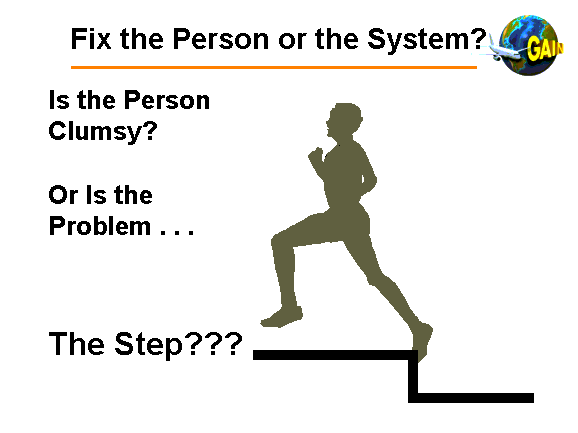 Fix the Person or the System?
GAIN
Is the Person
Clumsy?
Or Is the
Problem . . .
The Step???